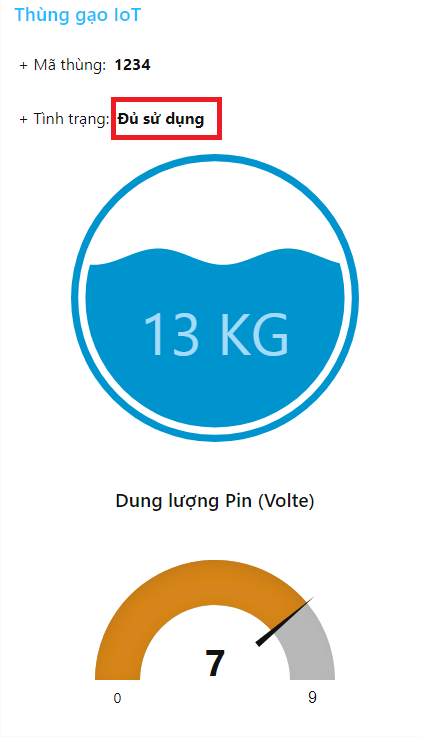 Thùng gạo IoT
+ Mã thùng: 1234
+ Tình trạng: Đủ sử dụng
13 KG
Dung lượng Pin (Volte)
7
0 9